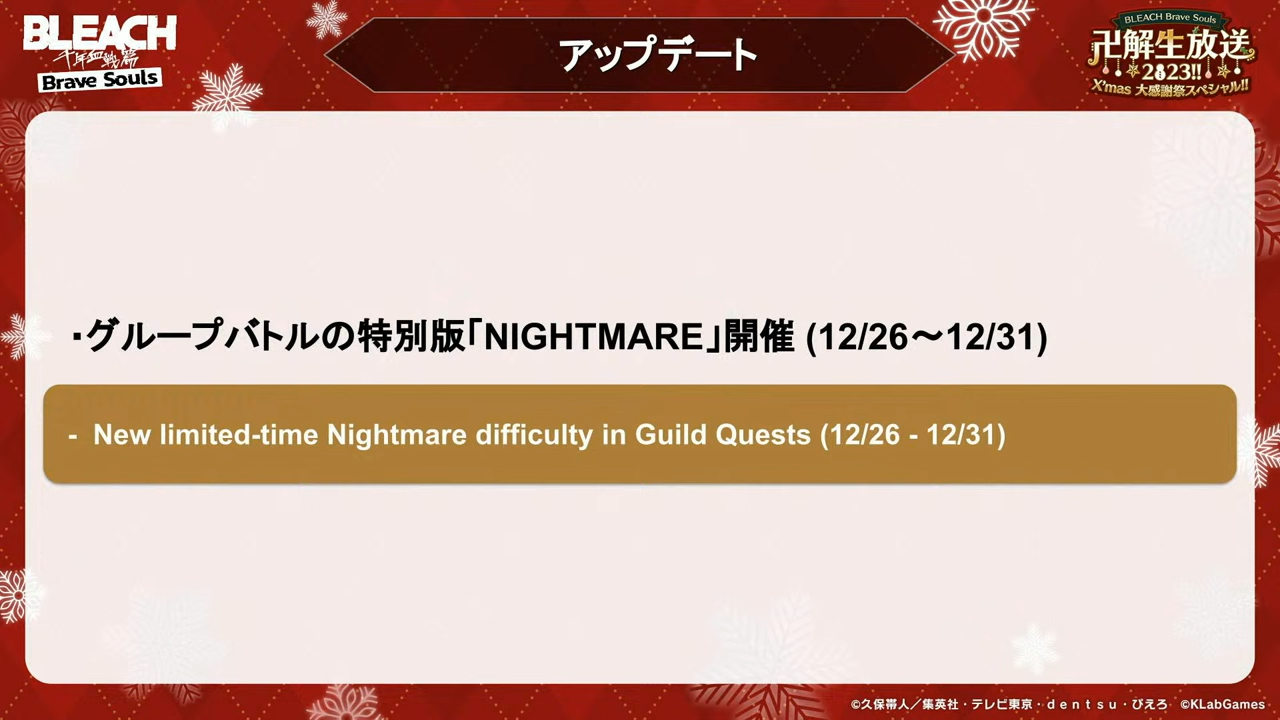 BLEACH
千年血戦篇
Brave Souls
アップデート
BLEACH Brave Souls
卍解生放送
2023!!
X'mas 大感謝祭スペシャル!!
・グループバトルの特別版「NIGHTMARE」開催 (12/26〜12/31)
- New limited-time Nightmare difficulty in Guild Quests (12/26 - 12/31)
©久保帯人／集英社・テレビ東京・ｄｅｎｔｓｕ・ぴえろ ©KLabGames